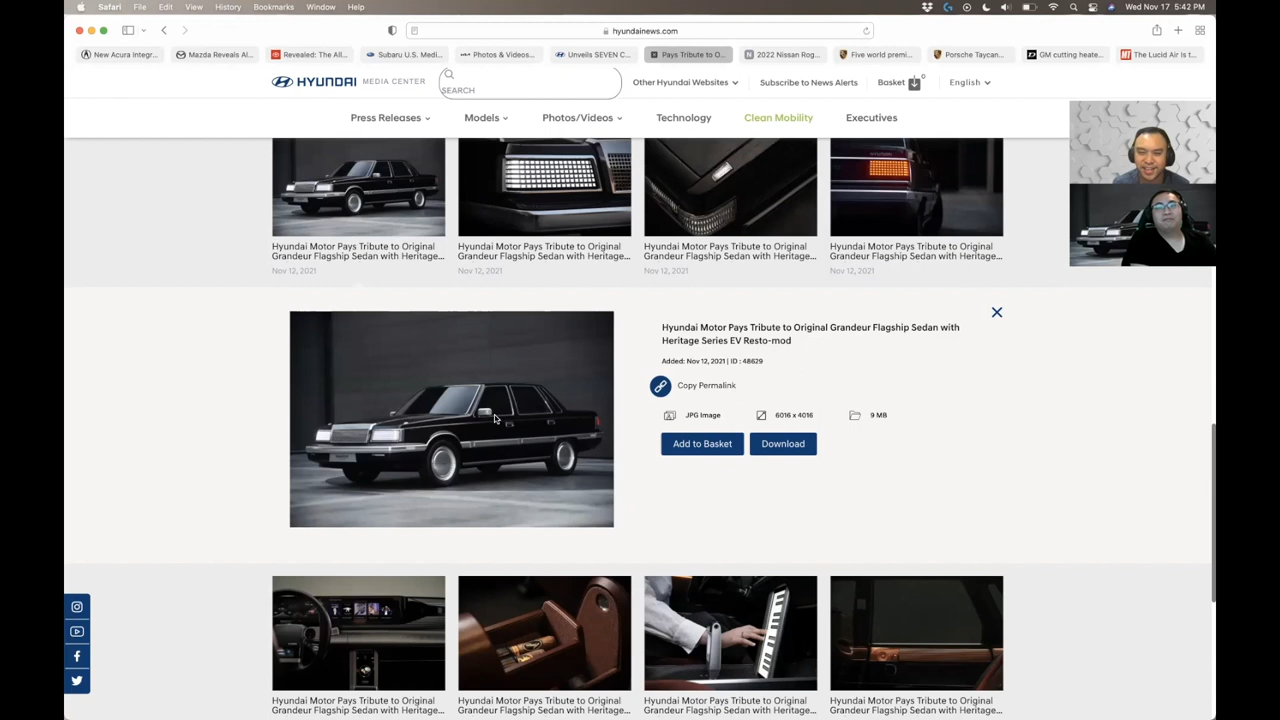 Safari File Edit View History Bookmarks Window Help
Wed Nov 17 5:42 PM
hyundainews.com
New Acura Integr...
Mazda Reveals Al...
Revealed: The All...
Subaru U.S. Medi...
Photos & Videos...
Unveils SEVEN C...
Pays Tribute to O...
2022 Nissan Rog...
Five world premi...
Porsche Taycan...
GM cutting heate...
The Lucid Air is t...
HYUNDAI MEDIA CENTER
SEARCH
Other Hyundai Websites
Subscribe to News Alerts
Basket 0
English
Press Releases
Models
Photos/Videos
Technology
Clean Mobility
Executives
Hyundai Motor Pays Tribute to Original
Grandeur Flagship Sedan with Heritage...
Nov 12, 2021
Hyundai Motor Pays Tribute to Original
Grandeur Flagship Sedan with Heritage...
Hyundai Motor Pays Tribute to Original
Grandeur Flagship Sedan with Heritage...
Nov 12, 2021
Hyundai Motor Pays Tribute to Original
Grandeur Flagship Sedan with Heritage...
Nov 12, 2021
Hyundai Motor Pays Tribute to Original Grandeur Flagship Sedan with
Heritage Series EV Resto-mod
Added: Nov 12, 2021 | ID : 48629
Copy Permalink
JPG Image
6016 x 4016
9 MB
Add to Basket
Download
Hyundai Motor Pays Tribute to Original
Grandeur Flagship Sedan with Heritage...
Hyundai Motor Pays Tribute to Original
Grandeur Flagship Sedan with Heritage...
Hyundai Motor Pays Tribute to Original
Grandeur Flagship Sedan with Heritage...
Hyundai Motor Pays Tribute to Original
Grandeur Flagship Sedan with Heritage...